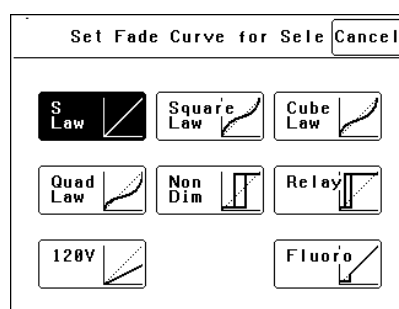 Set Fade Curve for Sele Cancel
S Law
Square Law
Cube Law
Quad Law
Non Dim
Relay
120V
Fluoro